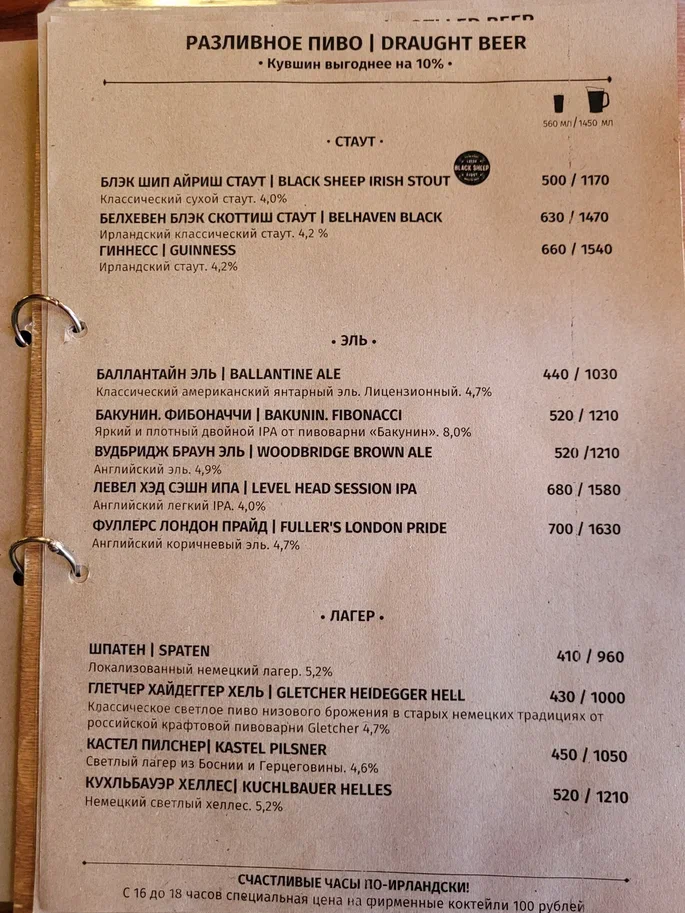 РАЗЛИВНОЕ ПИВО | DRAUGHT BEER
• Кувшин выгоднее на 10% •
560 мл/1450 мл
• СТАУТ •
БЛЭК ШИП АЙРИШ СТАУТ | BLACK SHEEP IRISH STOUT BLACK SHEEP 500 / 1170
Классический сухой стаут. 4,0%
БЕЛХЕВЕН БЛЭК СКОТТИШ СТАУТ | BELHAVEN BLACK 630 / 1470
Ирландский классический стаут. 4,2 %
ГИННЕСС | GUINNESS 660 / 1540
Ирландский стаут. 4,2%
• ЭЛЬ •
БАЛЛАНТАЙН ЭЛЬ | BALLANTINE ALE 440 / 1030
Классический американский янтарный эль. Лицензионный. 4,7%
БАКУНИН. ФИБОНАЧЧИ | BAKUNIN. FIBONACCI 520 / 1210
Яркий и плотный двойной IPA от пивоварни «Бакунин». 8,0%
ВУДБРИДЖ БРАУН ЭЛЬ | WOODBRIDGE BROWN ALE 520 /1210
Английский эль. 4,9%
ЛЕВЕЛ ХЭД СЭШН ИПА | LEVEL HEAD SESSION IPA 680 / 1580
Английский легкий IPA. 4,0%
ФУЛЛЕРС ЛОНДОН ПРАЙД | FULLER'S LONDON PRIDE 700 / 1630
Английский коричневый эль. 4,7%
• ЛАГЕР •
ШПАТЕН | SPATEN 410 / 960
Локализованный немецкий лагер. 5,2%
ГЛЕТЧЕР ХАЙДЕГГЕР ХЕЛЬ | GLETCHER HEIDEGGER HELL 430 / 1000
Классическое светлое пиво низового брожения в старых немецких традициях от
российской крафтовой пивоварни Gletcher 4,7%
КАСТЕЛ ПИЛСНЕР| KASTEL PILSNER 450 / 1050
Светлый лагер из Боснии и Герцеговины. 4,6%
КУХЛЬБАУЭР ХЕЛЛЕС| KUCHLBAUER HELLES 520 / 1210
Немецкий светлый хеллес. 5,2%
СЧАСТЛИВЫЕ ЧАСЫ ПО-ИРЛАНДСКИ!
С 16 до 18 часов специальная цена на фирменные коктейли 100 рублей